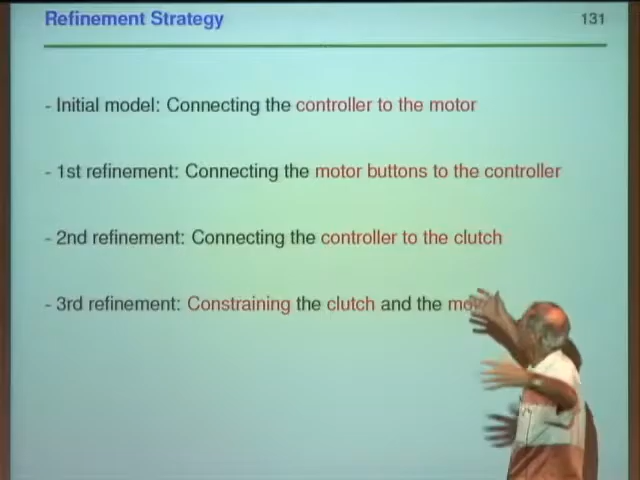 Refinement Strategy
131
- Initial model: Connecting the controller to the motor
- 1st refinement: Connecting the motor buttons to the controller
- 2nd refinement: Connecting the controller to the clutch
- 3rd refinement: Constraining the clutch and the